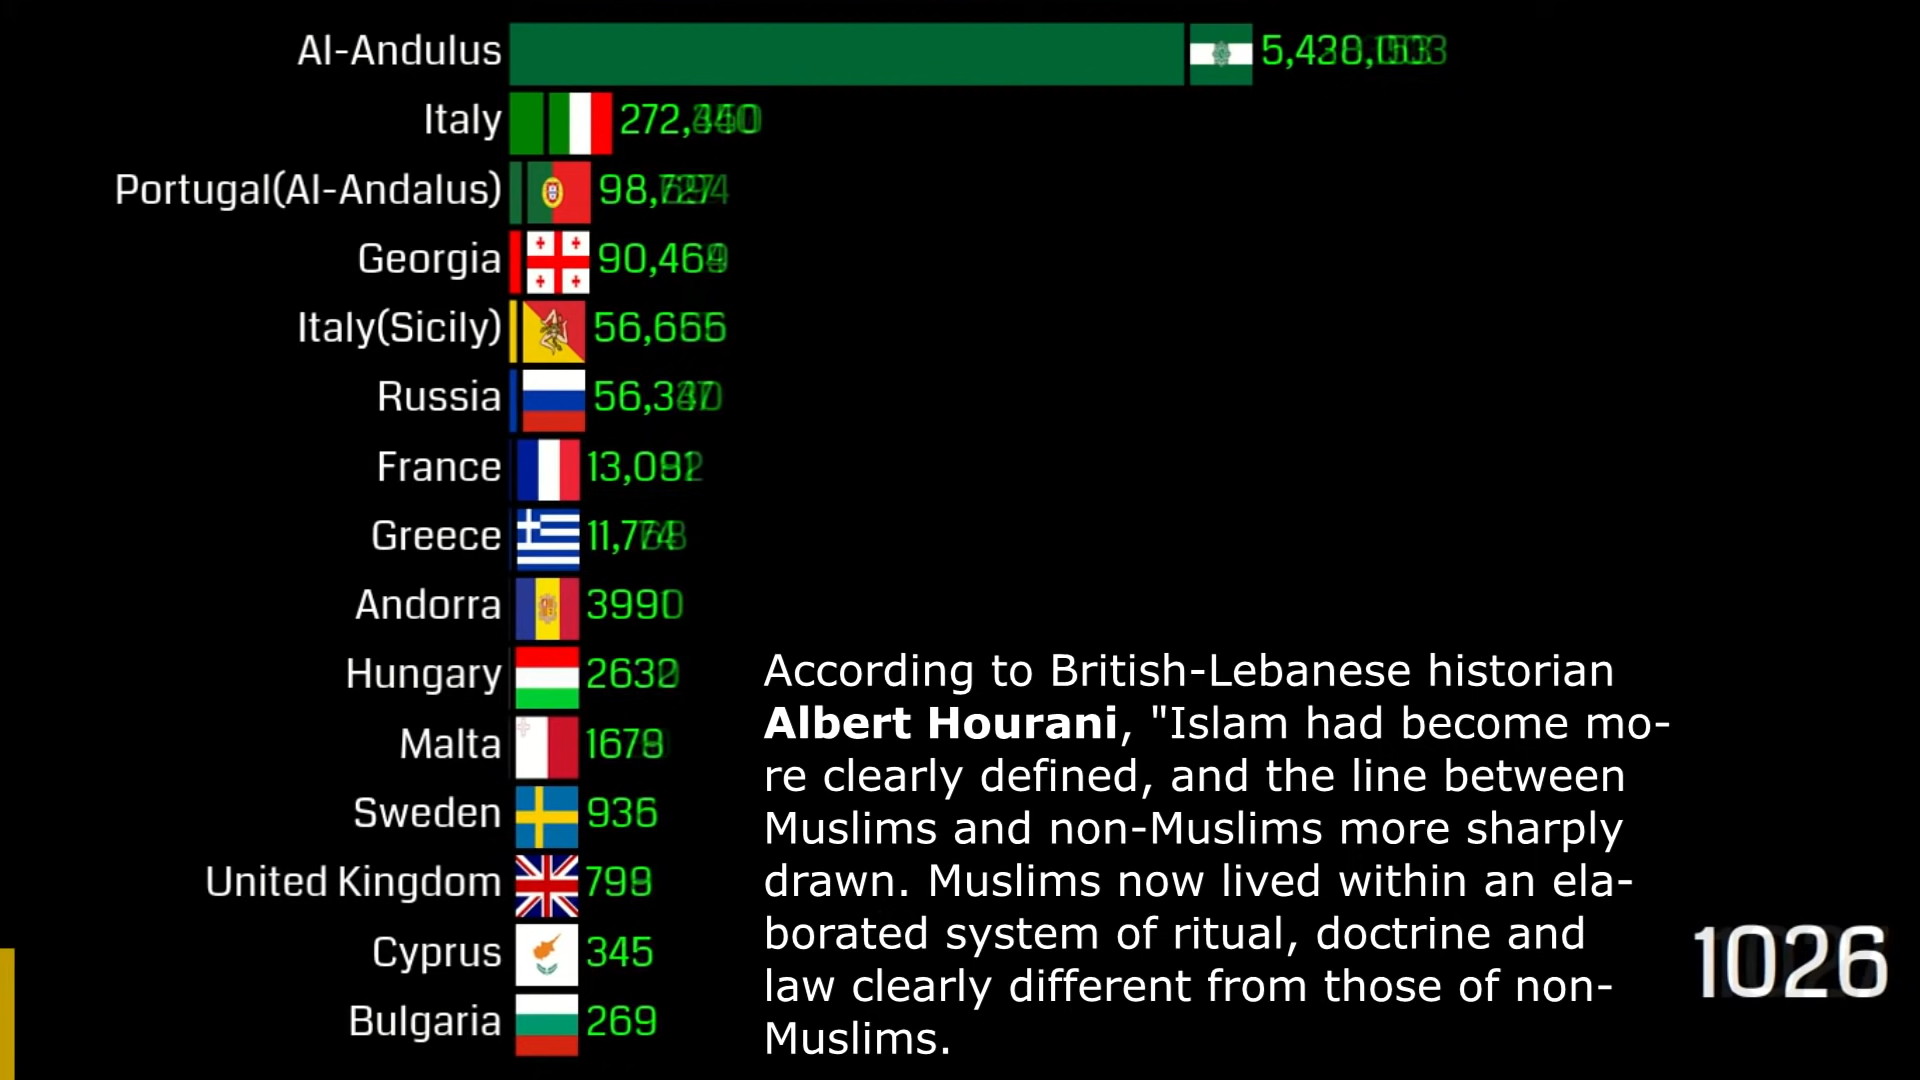 Al-Andulus
Italy
Portugal(Al-Andalus)
Georgia
Italy(Sicily)
Russia
France
Greece
Andorra
Hungary
Malta
Sweden 936
United Kingdom
Cyprus 345
Bulgaria 269
According to British-Lebanese historian
Albert Hourani, "Islam had become mo-
re clearly defined, and the line between
Muslims and non-Muslims more sharply
drawn. Muslims now lived within an ela-
borated system of ritual, doctrine and
law clearly different from those of non-
Muslims.
1026